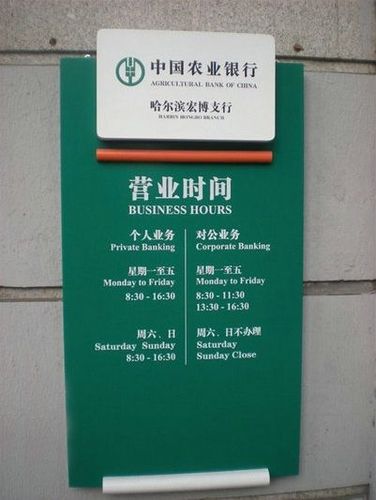 中国农业银行
AGRICULTURAL BANK OF CHINA
哈尔滨宏博支行
HARBIN HONGBO BRANCH
营业时间
BUSINESS HOURS
个人业务
Private Banking
星期一至五
Monday to Friday
8:30 - 16:30
周六、日
Saturday Sunday
8:30 - 16:30
对公业务
Corporate Banking
星期一至五
Monday to Friday
8:30 - 11:30
13:30 - 16:30
周六、日不办理
Saturday
Sunday Close